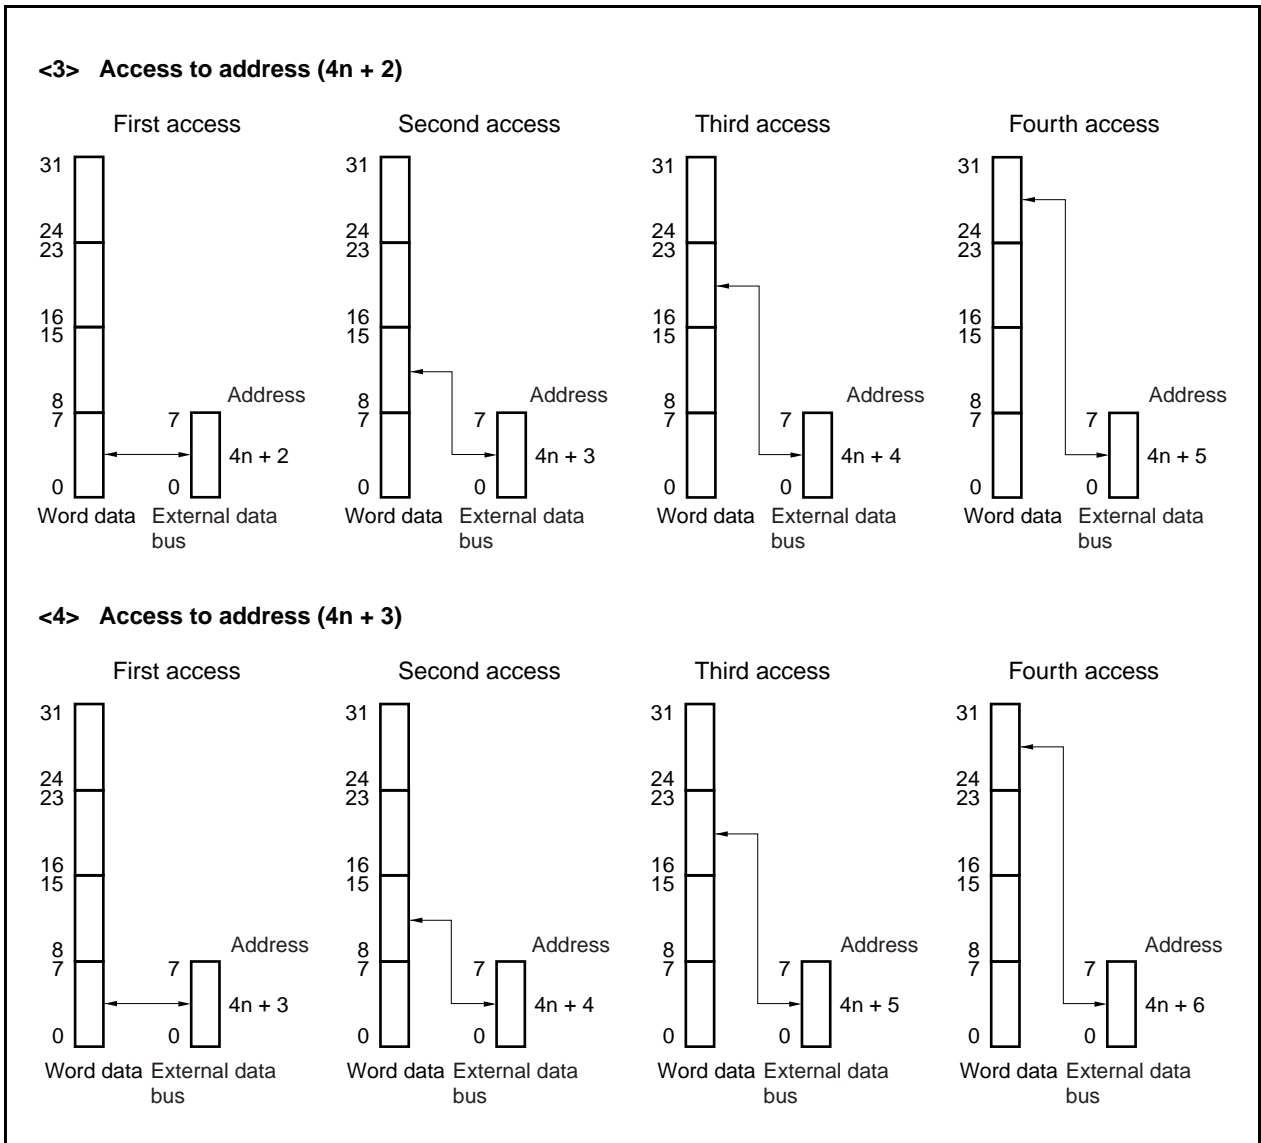 <3> Access to address (4n + 2)
First access Second access Third access Fourth access
31 31 31 31
24 24 24 24
23 23 23 23
16 16 16 16
15 15 15 15
Address Address Address Address
8 8 8 8
7 7 7 7 7 7 7 7
4n + 2 4n + 3 4n + 4 4n + 5
0 0 0 0 0 0 0 0
Word data External data Word data External data Word data External data Word data External data
bus bus bus bus
<4> Access to address (4n + 3)
First access Second access Third access Fourth access
31 31 31 31
24 24 24 24
23 23 23 23
16 16 16 16
15 15 15 15
Address Address Address Address
8 8 8 8
7 7 7 7 7 7 7 7
4n + 3 4n + 4 4n + 5 4n + 6
0 0 0 0 0 0 0 0
Word data External data Word data External data Word data External data Word data External data
bus bus bus bus